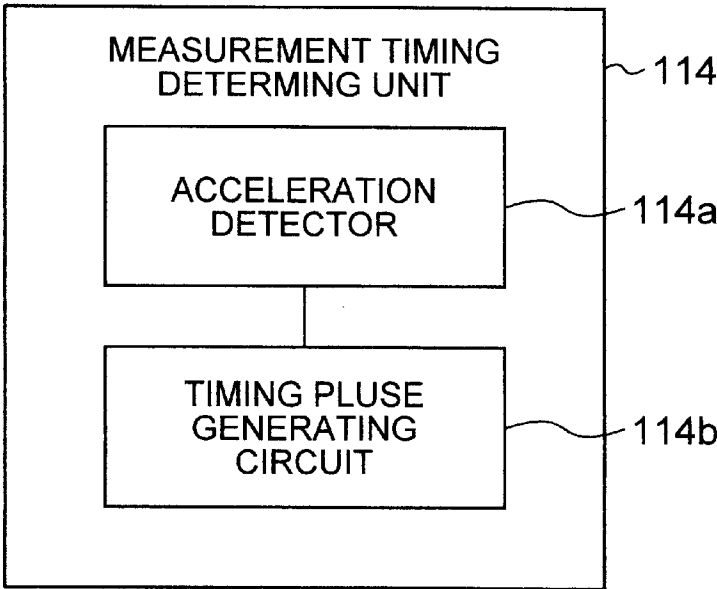 MEASUREMENT TIMING
DETERMING UNIT
114
ACCELERATION
DETECTOR
114a
TIMING PLUSE
GENERATING
CIRCUIT
114b